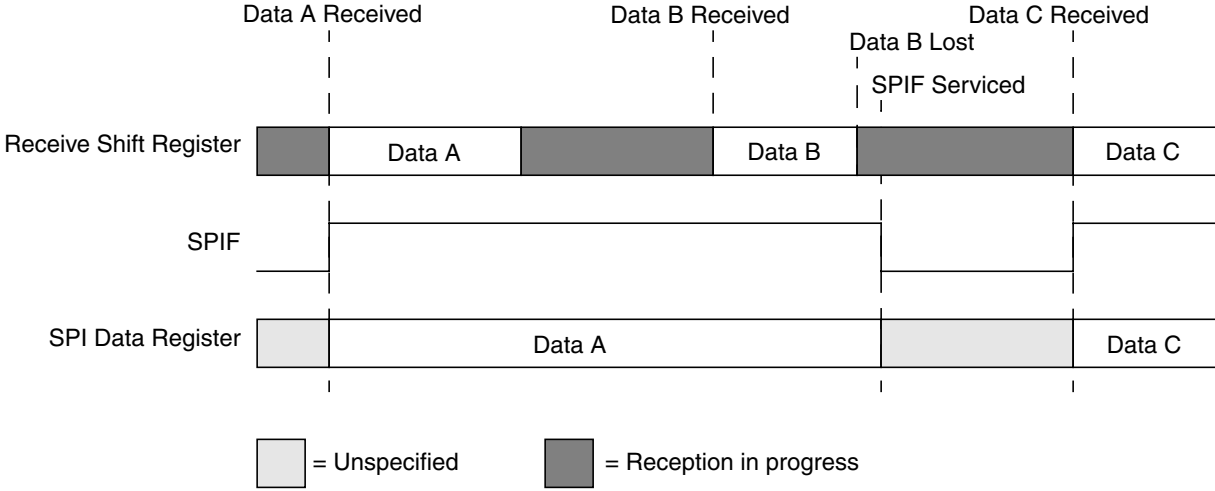 Data A Received
Data B Received
Data C Received
Data B Lost
SPIF Serviced
Receive Shift Register
Data A
Data B
Data C
SPIF
SPI Data Register
Data A
Data C
= Unspecified
= Reception in progress